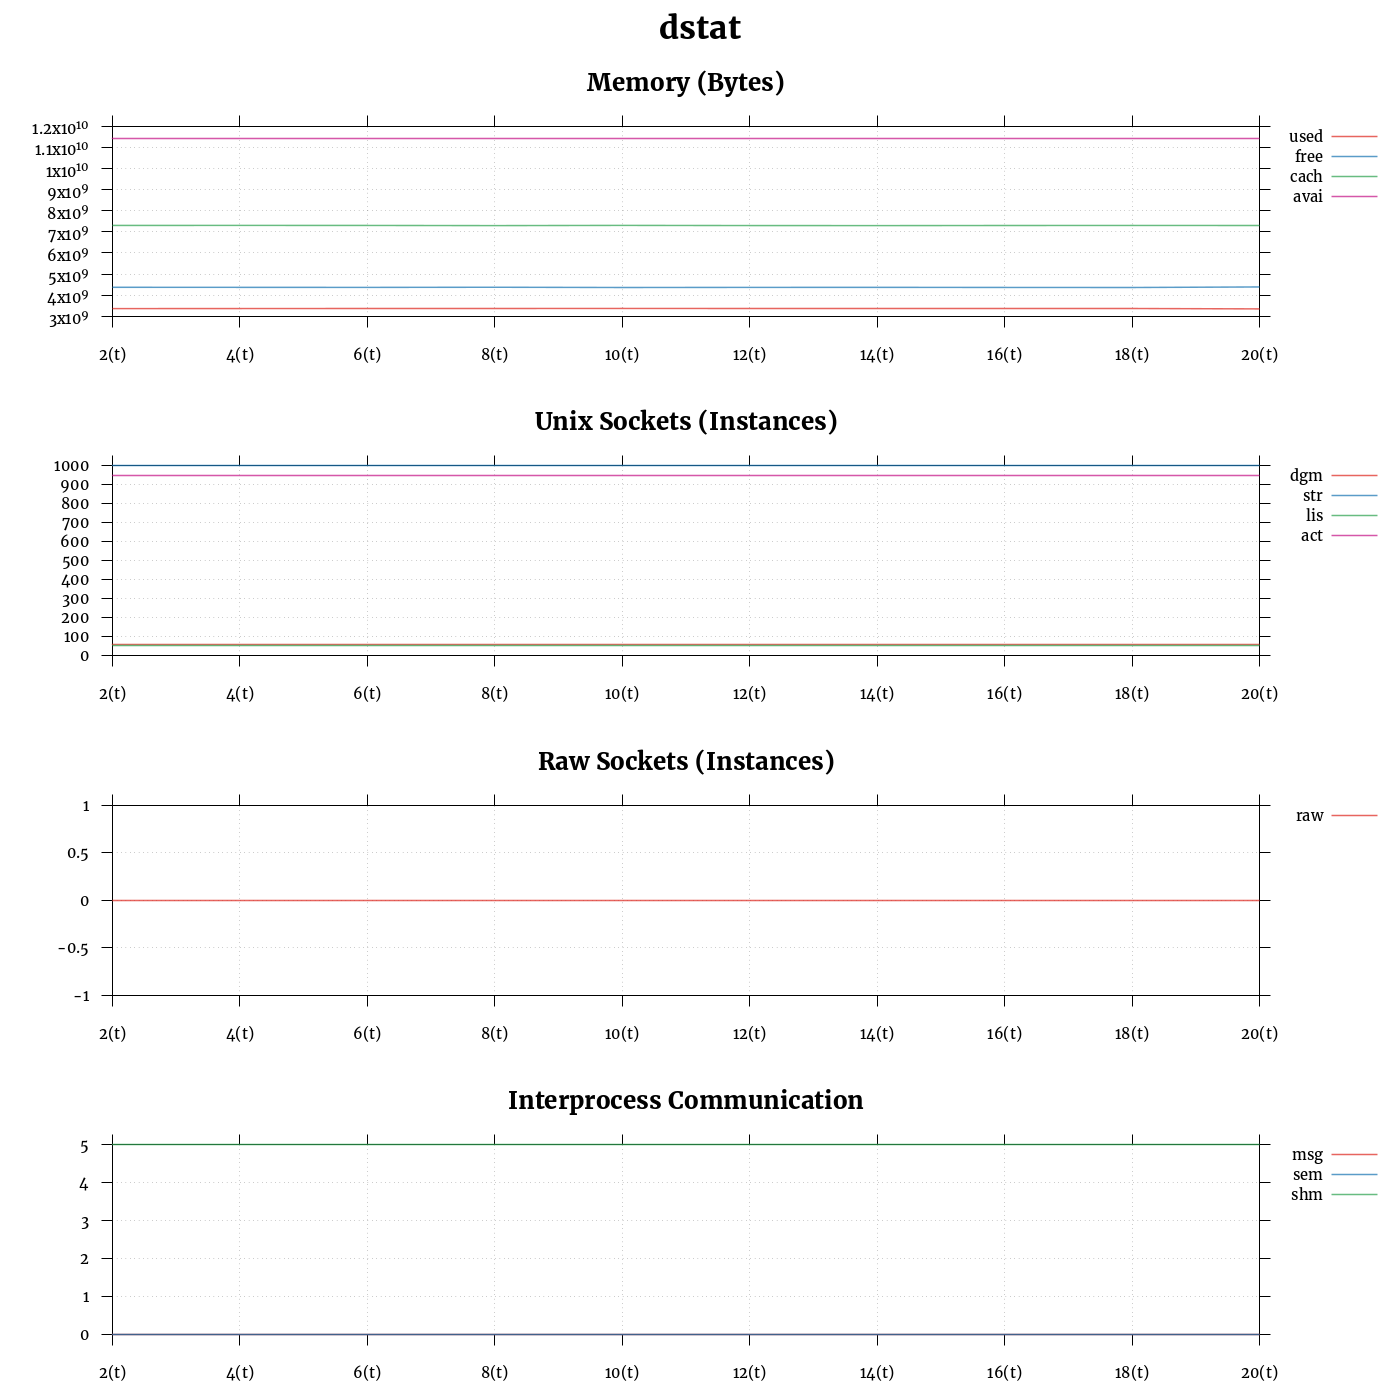 dstat
Memory (Bytes)
1.2x10¹⁰
1.1x10¹⁰
1x10¹⁰
9x10⁹
8x10⁹
7x10⁹
6x10⁹
5x10⁹
4x10⁹
3x10⁹
2(t) 4(t) 6(t) 8(t) 10(t) 12(t) 14(t) 16(t) 18(t) 20(t)
used
free
cach
avai
Unix Sockets (Instances)
1000
900
800
700
600
500
400
300
200
100
0
2(t) 4(t) 6(t) 8(t) 10(t) 12(t) 14(t) 16(t) 18(t) 20(t)
dgm
str
lis
act
Raw Sockets (Instances)
1
0.5
0
-0.5
-1
2(t) 4(t) 6(t) 8(t) 10(t) 12(t) 14(t) 16(t) 18(t) 20(t)
raw
Interprocess Communication
5
4
3
2
1
0
2(t) 4(t) 6(t) 8(t) 10(t) 12(t) 14(t) 16(t) 18(t) 20(t)
msg
sem
shm